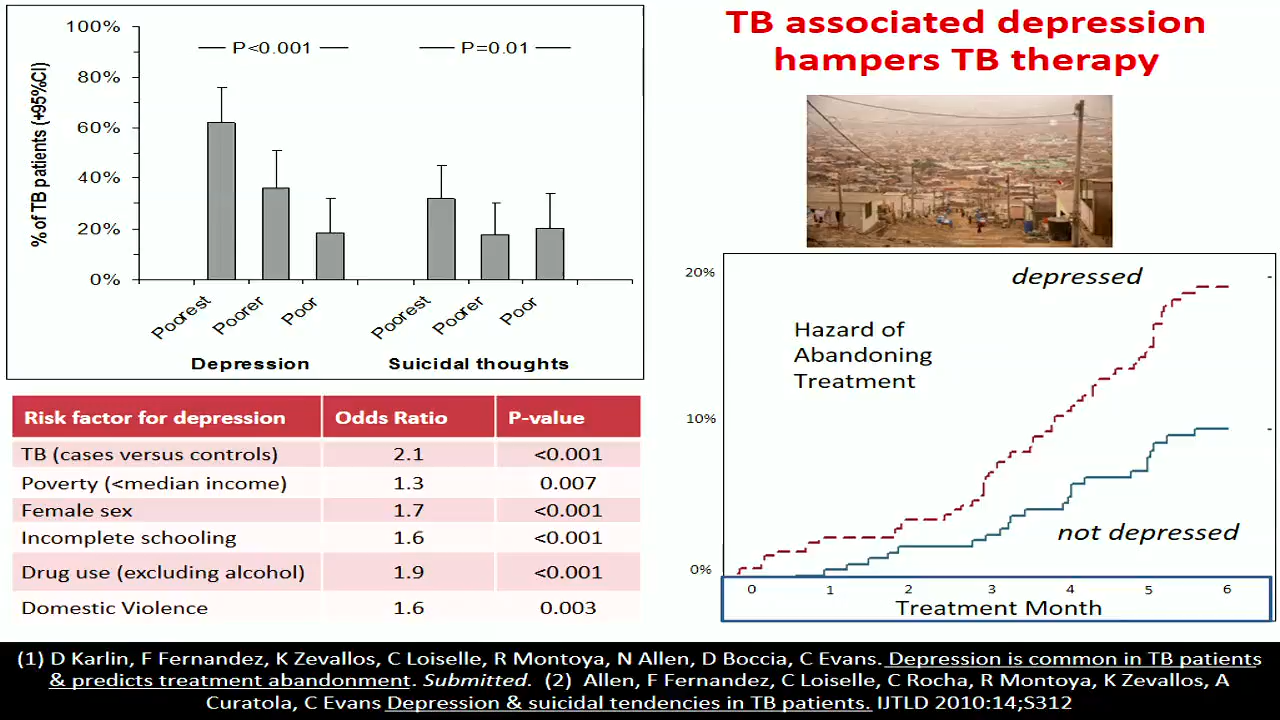 TB associated depression
hampers TB therapy
100%
80%
60%
40%
20%
0%
% of TB patients (+95%CI)
P<0.001
P=0.01
Poorest
Poorer
Poor
Poorest
Poorer
Poor
Depression
Suicidal thoughts
Risk factor for depression Odds Ratio P-value
TB (cases versus controls) 2.1 <0.001
Poverty (<median income) 1.3 0.007
Female sex 1.7 <0.001
Incomplete schooling 1.6 <0.001
Drug use (excluding alcohol) 1.9 <0.001
Domestic Violence 1.6 0.003
20%
10%
0%
depressed
Hazard of
Abandoning
Treatment
not depressed
0 1 2 3 4 5 6
Treatment Month
(1) D Karlin, F Fernandez, K Zevallos, C Loiselle, R Montoya, N Allen, D Boccia, C Evans. Depression is common in TB patients
& predicts treatment abandonment. Submitted. (2) Allen, F Fernandez, C Loiselle, C Rocha, R Montoya, K Zevallos, A
Curatola, C Evans Depression & suicidal tendencies in TB patients. IJTLD 2010:14;S312